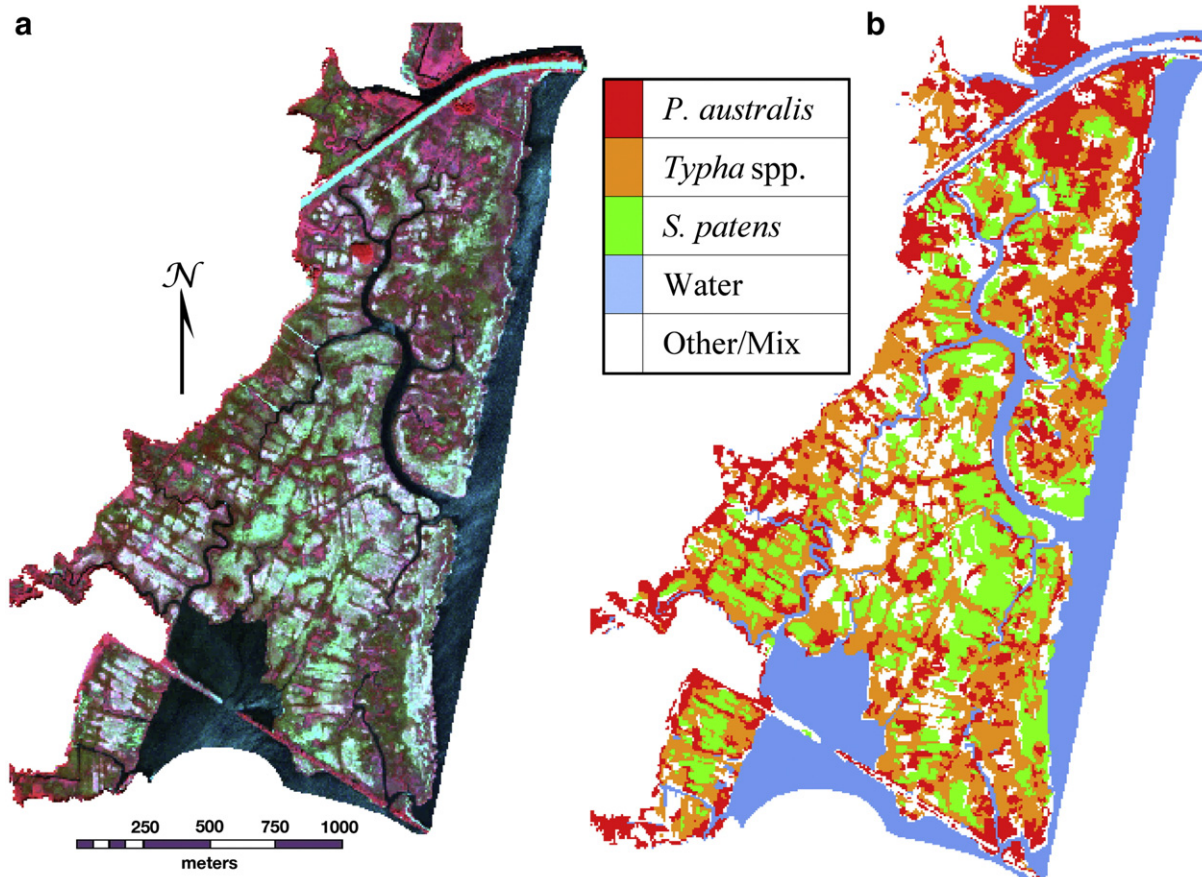 a
b
P. australis
Typha spp.
S. patens
Water
Other/Mix
N
250 500 750 1000
meters